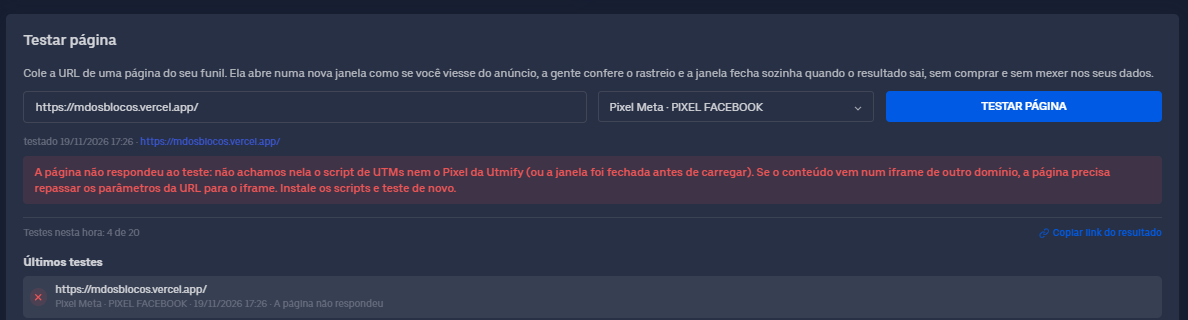 Testar página
Cole a URL de uma página do seu funil. Ela abre numa nova janela como se você viesse do anúncio, a gente confere o rastreio e a janela fecha sozinha quando o resultado sai, sem comprar e sem mexer nos seus dados.
https://mdosblocos.vercel.app/
Pixel Meta · PIXEL FACEBOOK
TESTAR PÁGINA
testado 19/11/2026 17:26 · https://mdosblocos.vercel.app/
A página não respondeu ao teste: não achamos nela o script de UTMs nem o Pixel da Utmify (ou a janela foi fechada antes de carregar). Se o conteúdo vem num iframe de outro domínio, a página precisa
repassar os parâmetros da URL para o iframe. Instale os scripts e teste de novo.
Testes nesta hora: 4 de 20
Copiar link do resultado
Últimos testes
https://mdosblocos.vercel.app/
Pixel Meta · PIXEL FACEBOOK · 19/11/2026 17:26 · A página não respondeu